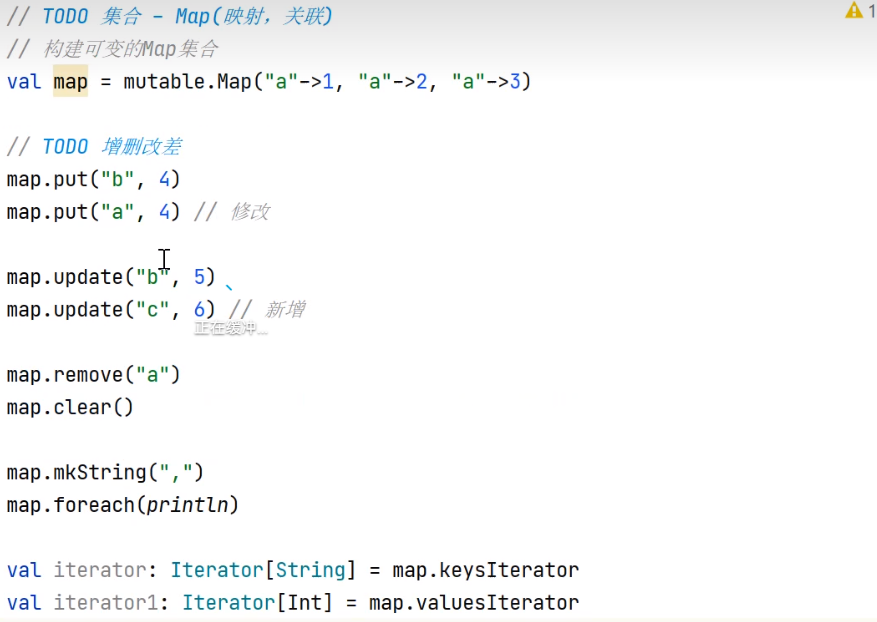 // TODO 集合 - Map(映射，关联)
1
// 构建可变的Map集合
val map = mutable.Map("a"->1, "a"->2, "a"->3)
// TODO 增删改差
map.put("b", 4)
map.put("a", 4) // 修改
map.update("b", 5)
map.update("c", 6) // 新增
正在缓冲...
map.remove("a")
map.clear()
map.mkString(",")
map.foreach(println)
val iterator: Iterator[String] = map.keysIterator
val iterator1: Iterator[Int] = map.valuesIterator